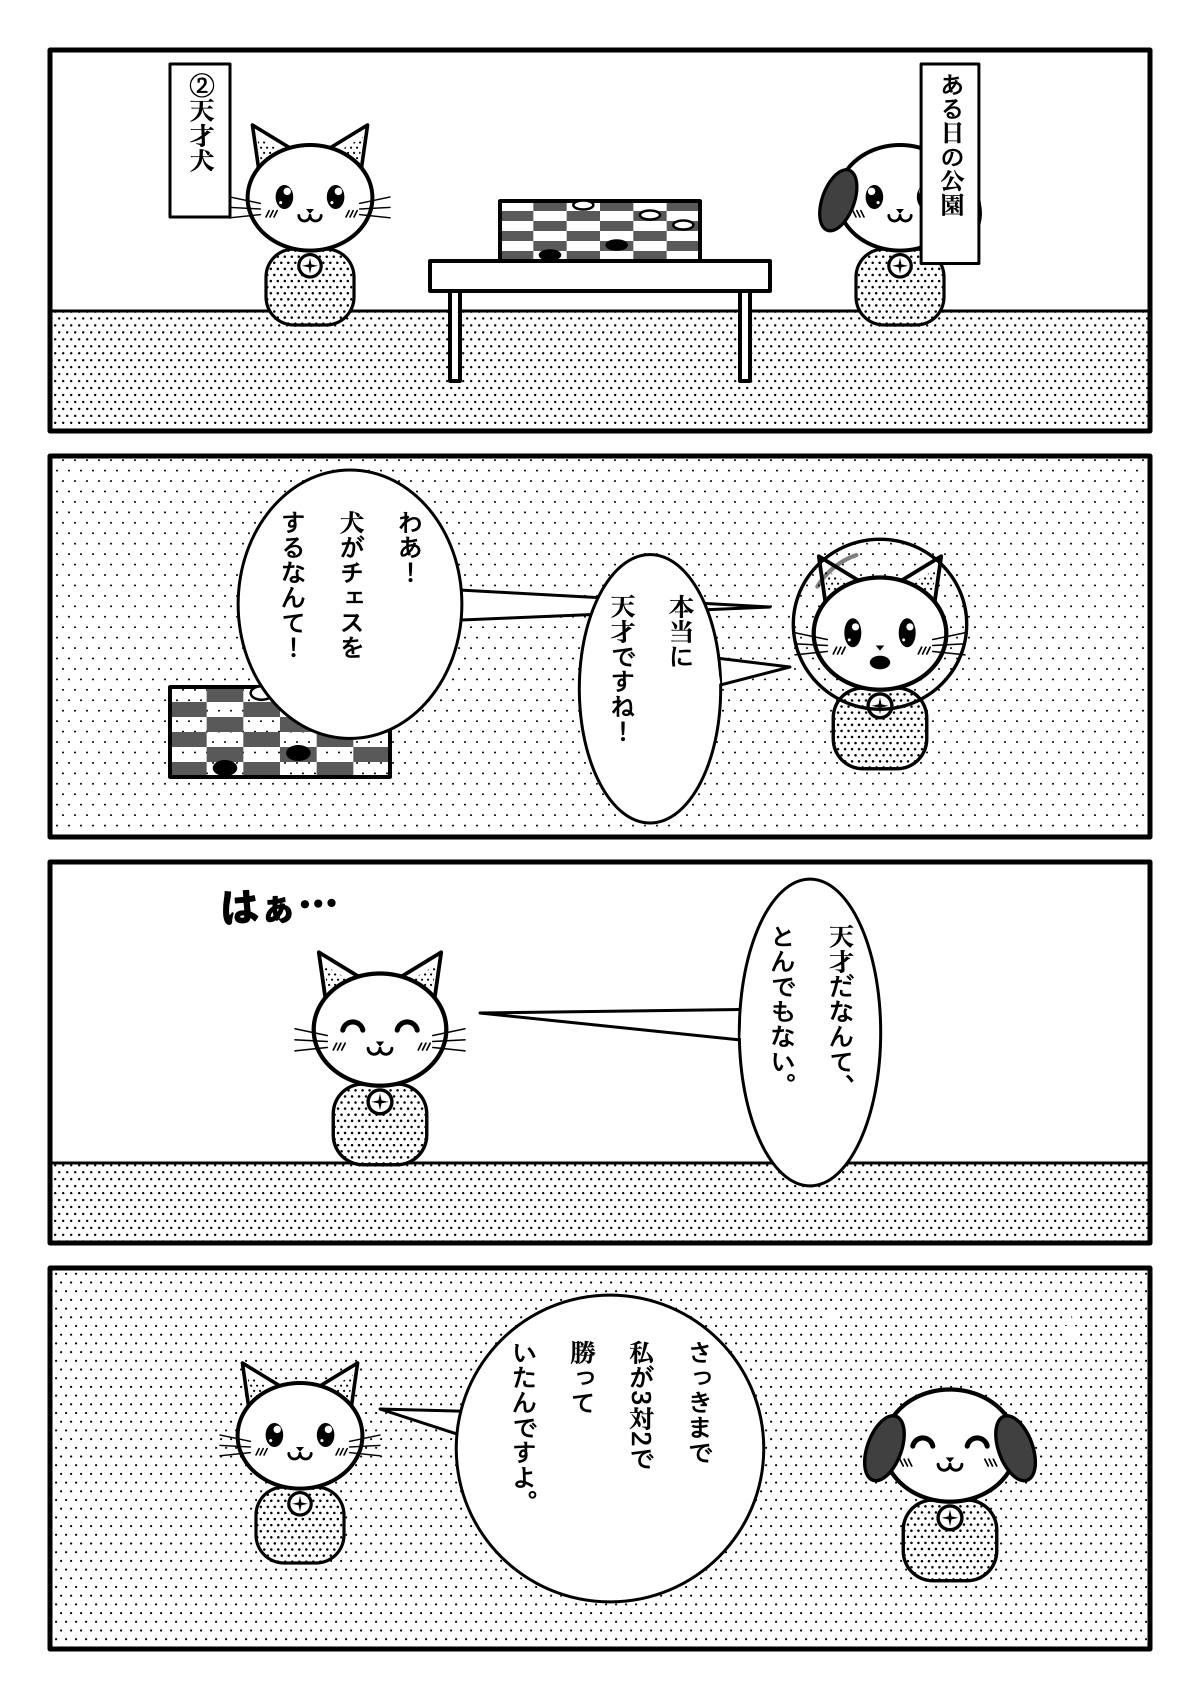 ある日の公園
②天才犬
わあ！
犬がチェスを
するなんて！
本当に
天才ですね！
天才だなんて、
とんでもない。
はぁ…
さっきまで
私が3対2で
勝って
いたんですよ。